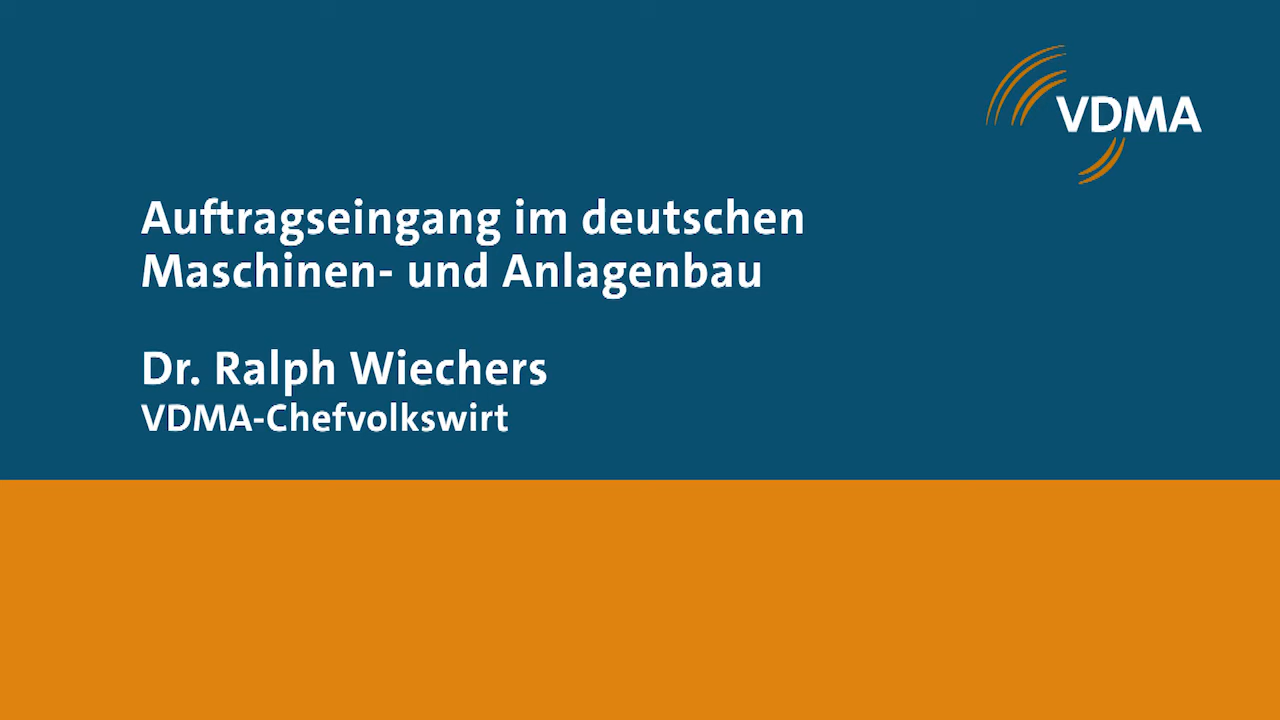 VDMA
Auftragseingang im deutschen
Maschinen- und Anlagenbau
Dr. Ralph Wiechers
VDMA-Chefvolkswirt